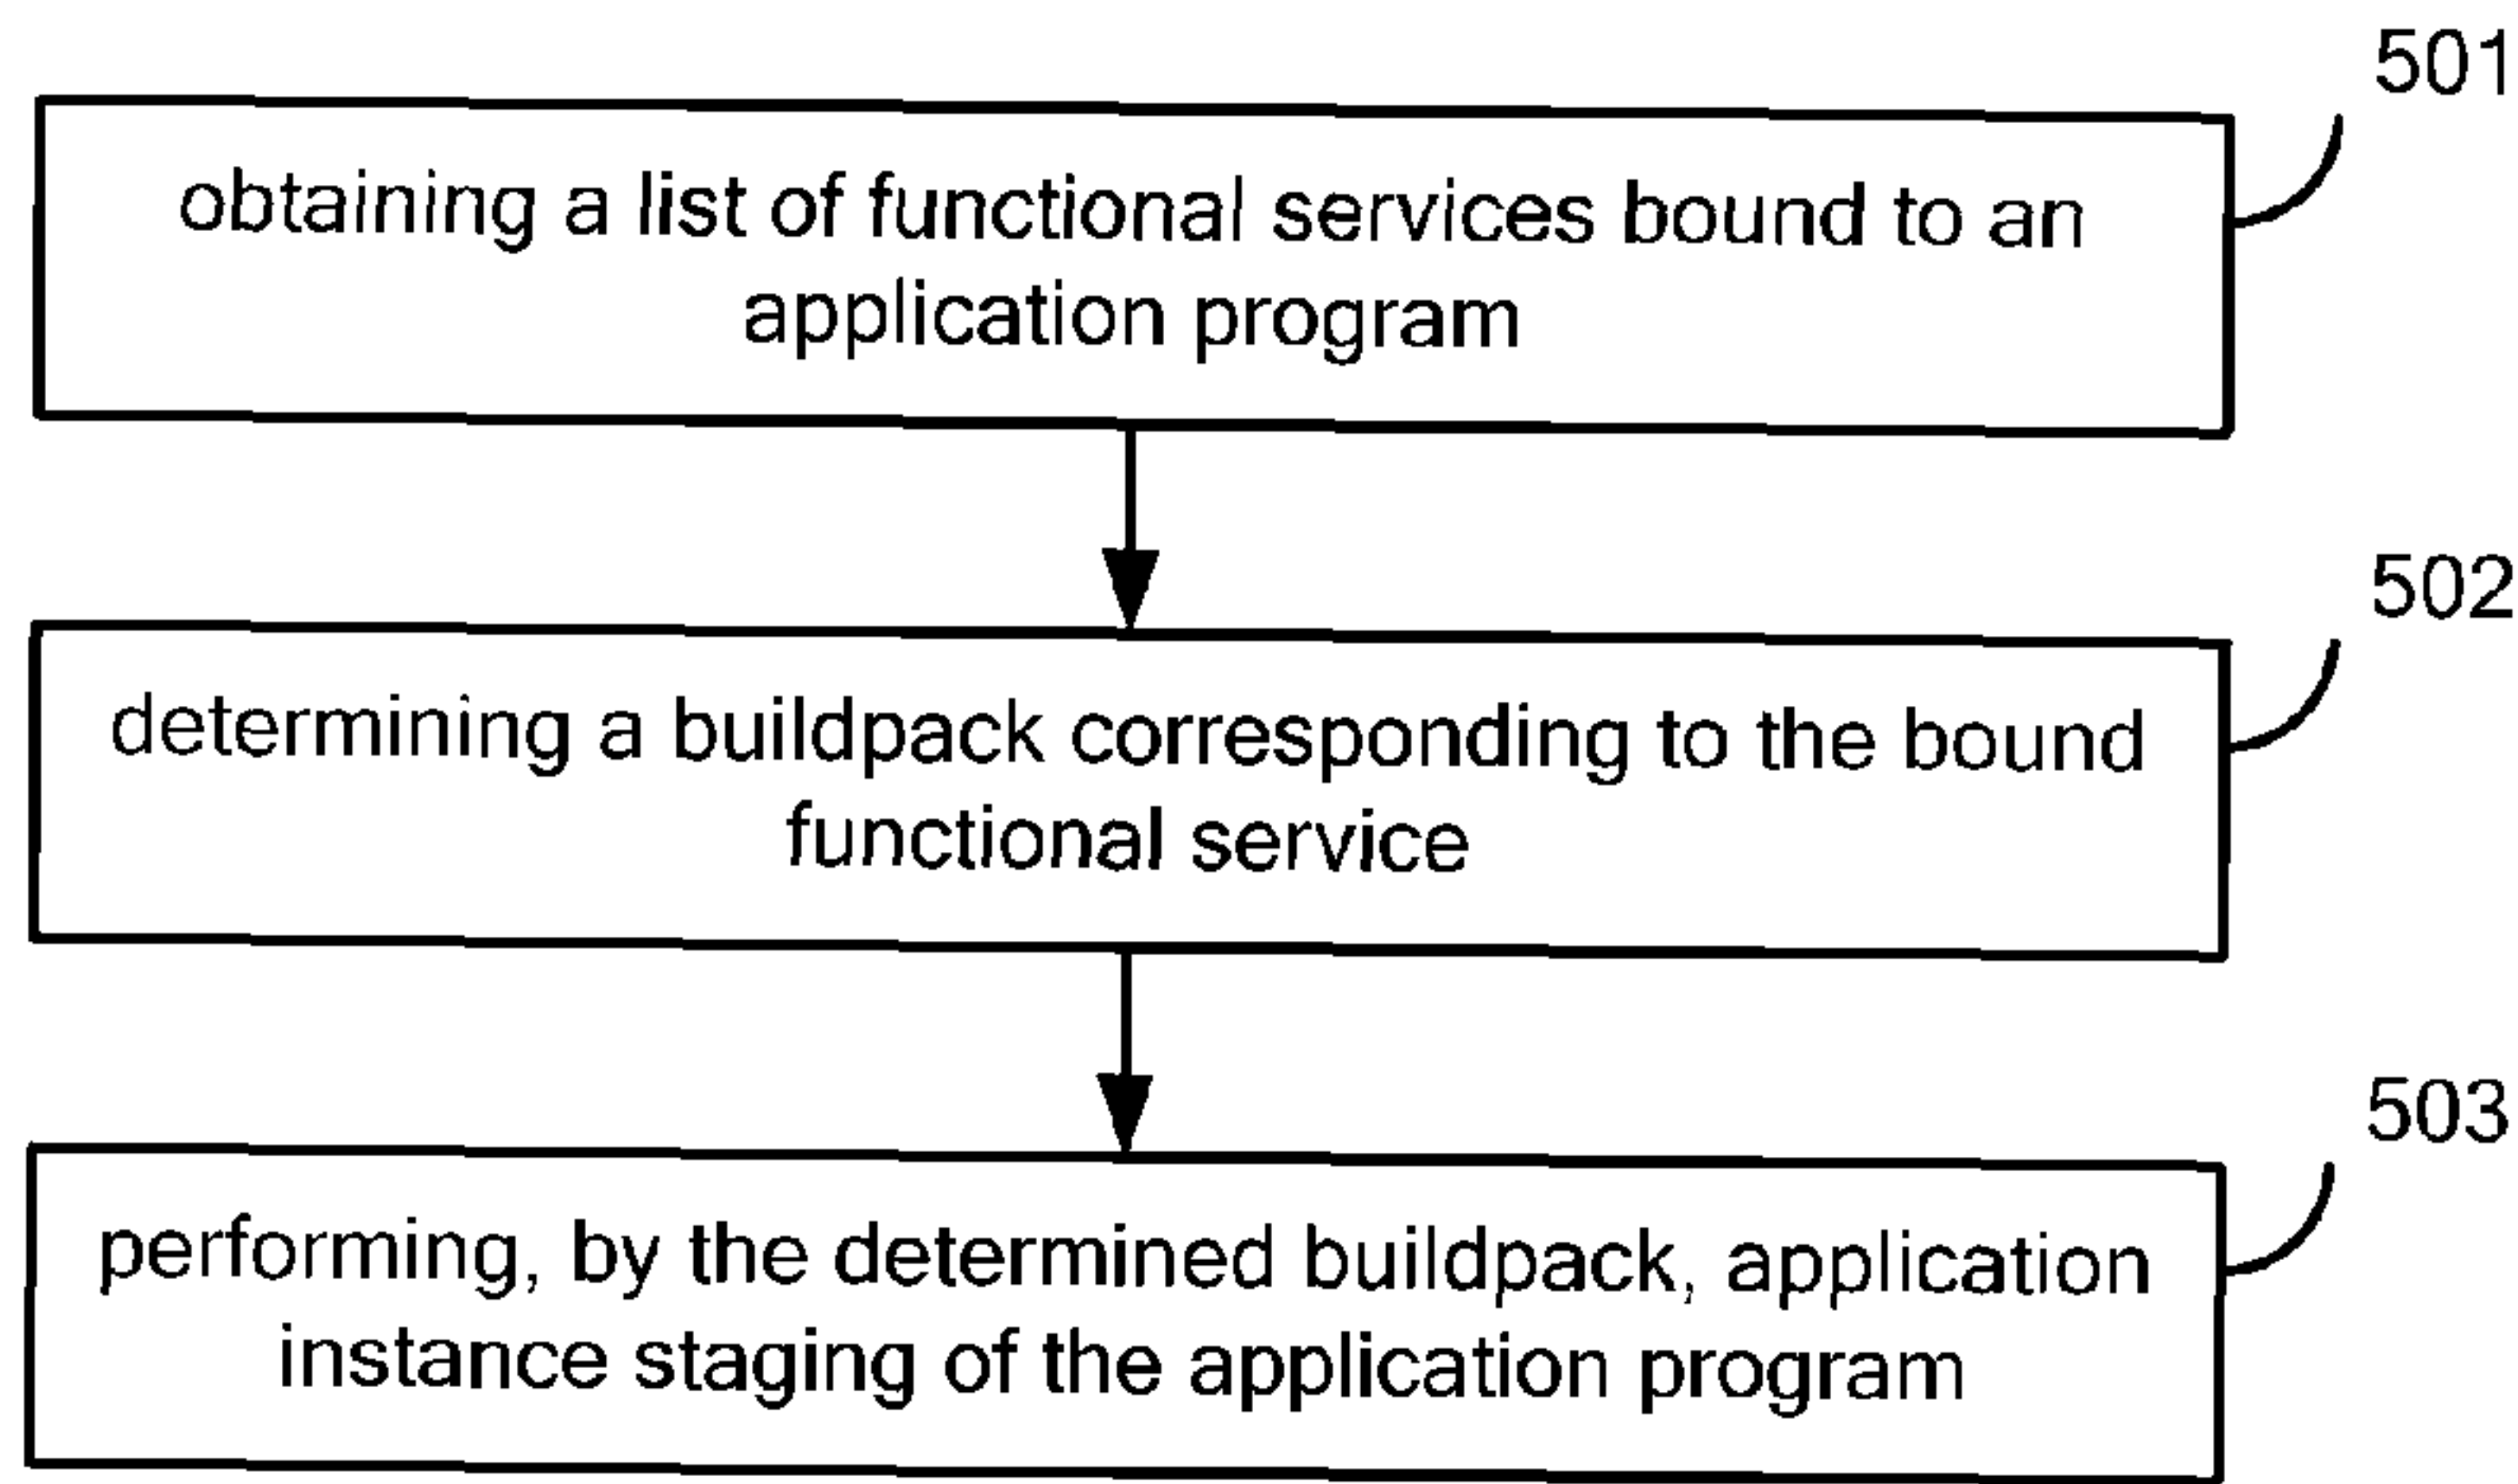 501
obtaining a list of functional services bound to an
application program
502
determining a buildpack corresponding to the bound
functional service
503
performing, by the determined buildpack, application
instance staging of the application program